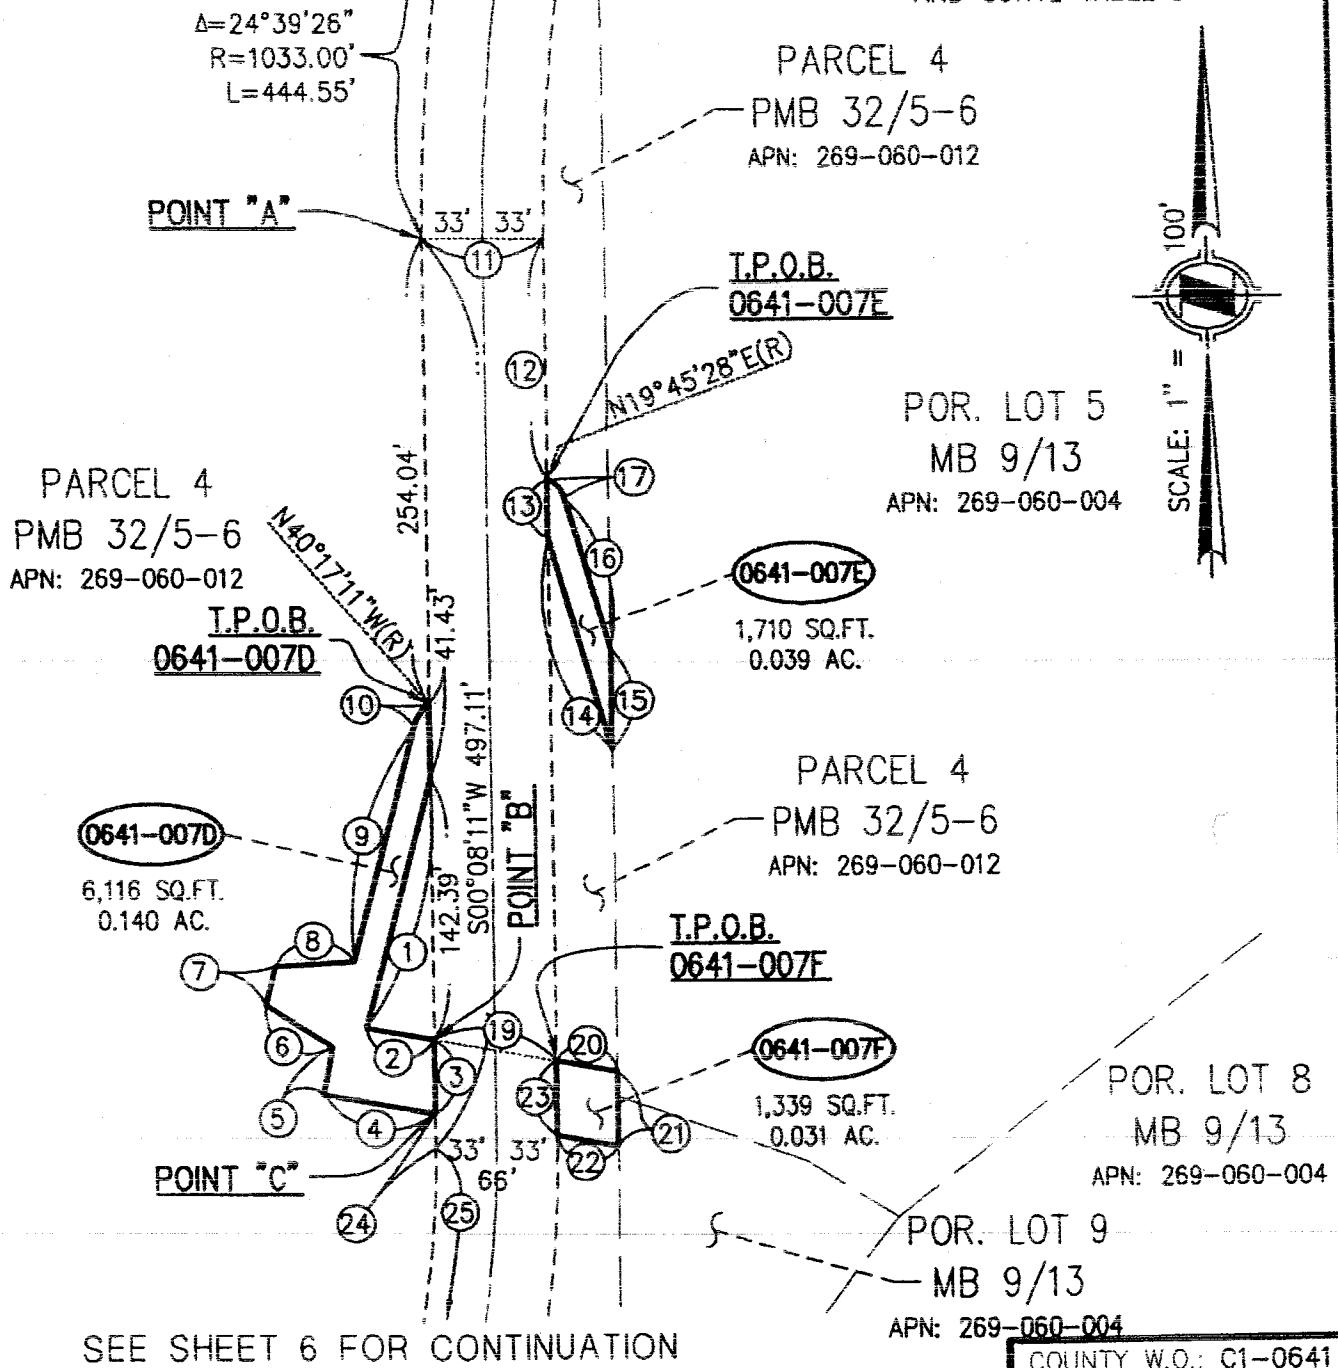 Δ=24°39'26"
R=1033.00'
L=444.55'
PARCEL 4
PMB 32/5-6
APN: 269-060-012
POINT "A"
33' 33'
11
T.P.O.B.
0641-007E
12
N19°45'28"E(R)
100'
SCALE: 1" =
POR. LOT 5
MB 9/13
APN: 269-060-004
254.04'
PARCEL 4
PMB 32/5-6
APN: 269-060-012
N40°17'11"W(R)
13
17
16
0641-007E
1,710 SQ.FT.
0.039 AC.
T.P.O.B.
0641-007D
41.43'
10
14
15
S00°08'11"W 497.11'
PARCEL 4
PMB 32/5-6
APN: 269-060-012
0641-007D
6,116 SQ.FT.
0.140 AC.
9
POINT "B"
142.39'
1
8
7
T.P.O.B.
0641-007F
19
20
6
2
3
0641-007F
1,339 SQ.FT.
0.031 AC.
23
5
4
21
22
33' 33'
66'
POINT "C"
24
25
POR. LOT 8
MB 9/13
APN: 269-060-004
POR. LOT 9
MB 9/13
APN: 269-060-004
SEE SHEET 6 FOR CONTINUATION
COUNTY W.O.: C1-0641